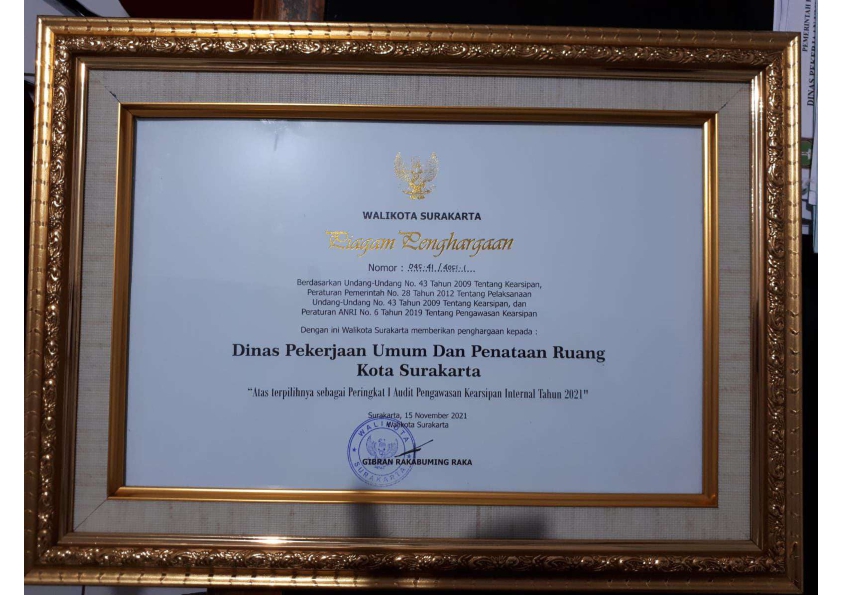 WALIKOTA SURAKARTA
Piagam Penghargaan
Nomor :
Berdasarkan Undang-Undang No. 43 Tahun 2009 Tentang Kearsipan,
Peraturan Pemerintah No. 28 Tahun 2012 Tentang Pelaksanaan
Undang-Undang No. 43 Tahun 2009 Tentang Kearsipan, dan
Peraturan ANRI No. 6 Tahun 2019 Tentang Pengawasan Kearsipan
Dengan ini Walikota Surakarta memberikan penghargaan kepada :
Dinas Pekerjaan Umum Dan Penataan Ruang
Kota Surakarta
“Atas terpilihnya sebagai Peringkat I Audit Pengawasan Kearsipan Internal Tahun 2021”
Surakarta, 15 November 2021
Walikota Surakarta
WALIKOTA
SURAKARTA
GIBRAN RAKABUMING RAKA
PEMERINTAH